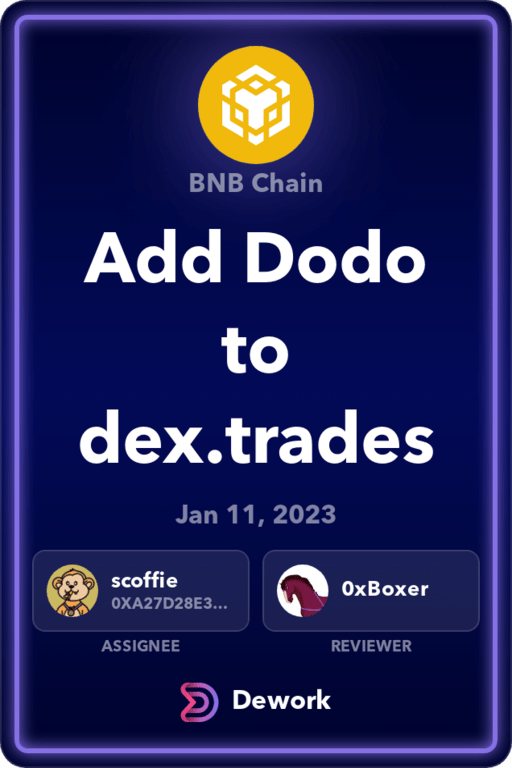 BNB Chain
Add Dodo
to
dex.trades
Jan 11, 2023
scoffie
0XA27D28E3...
ASSIGNEE
0xBoxer
REVIEWER
Dework